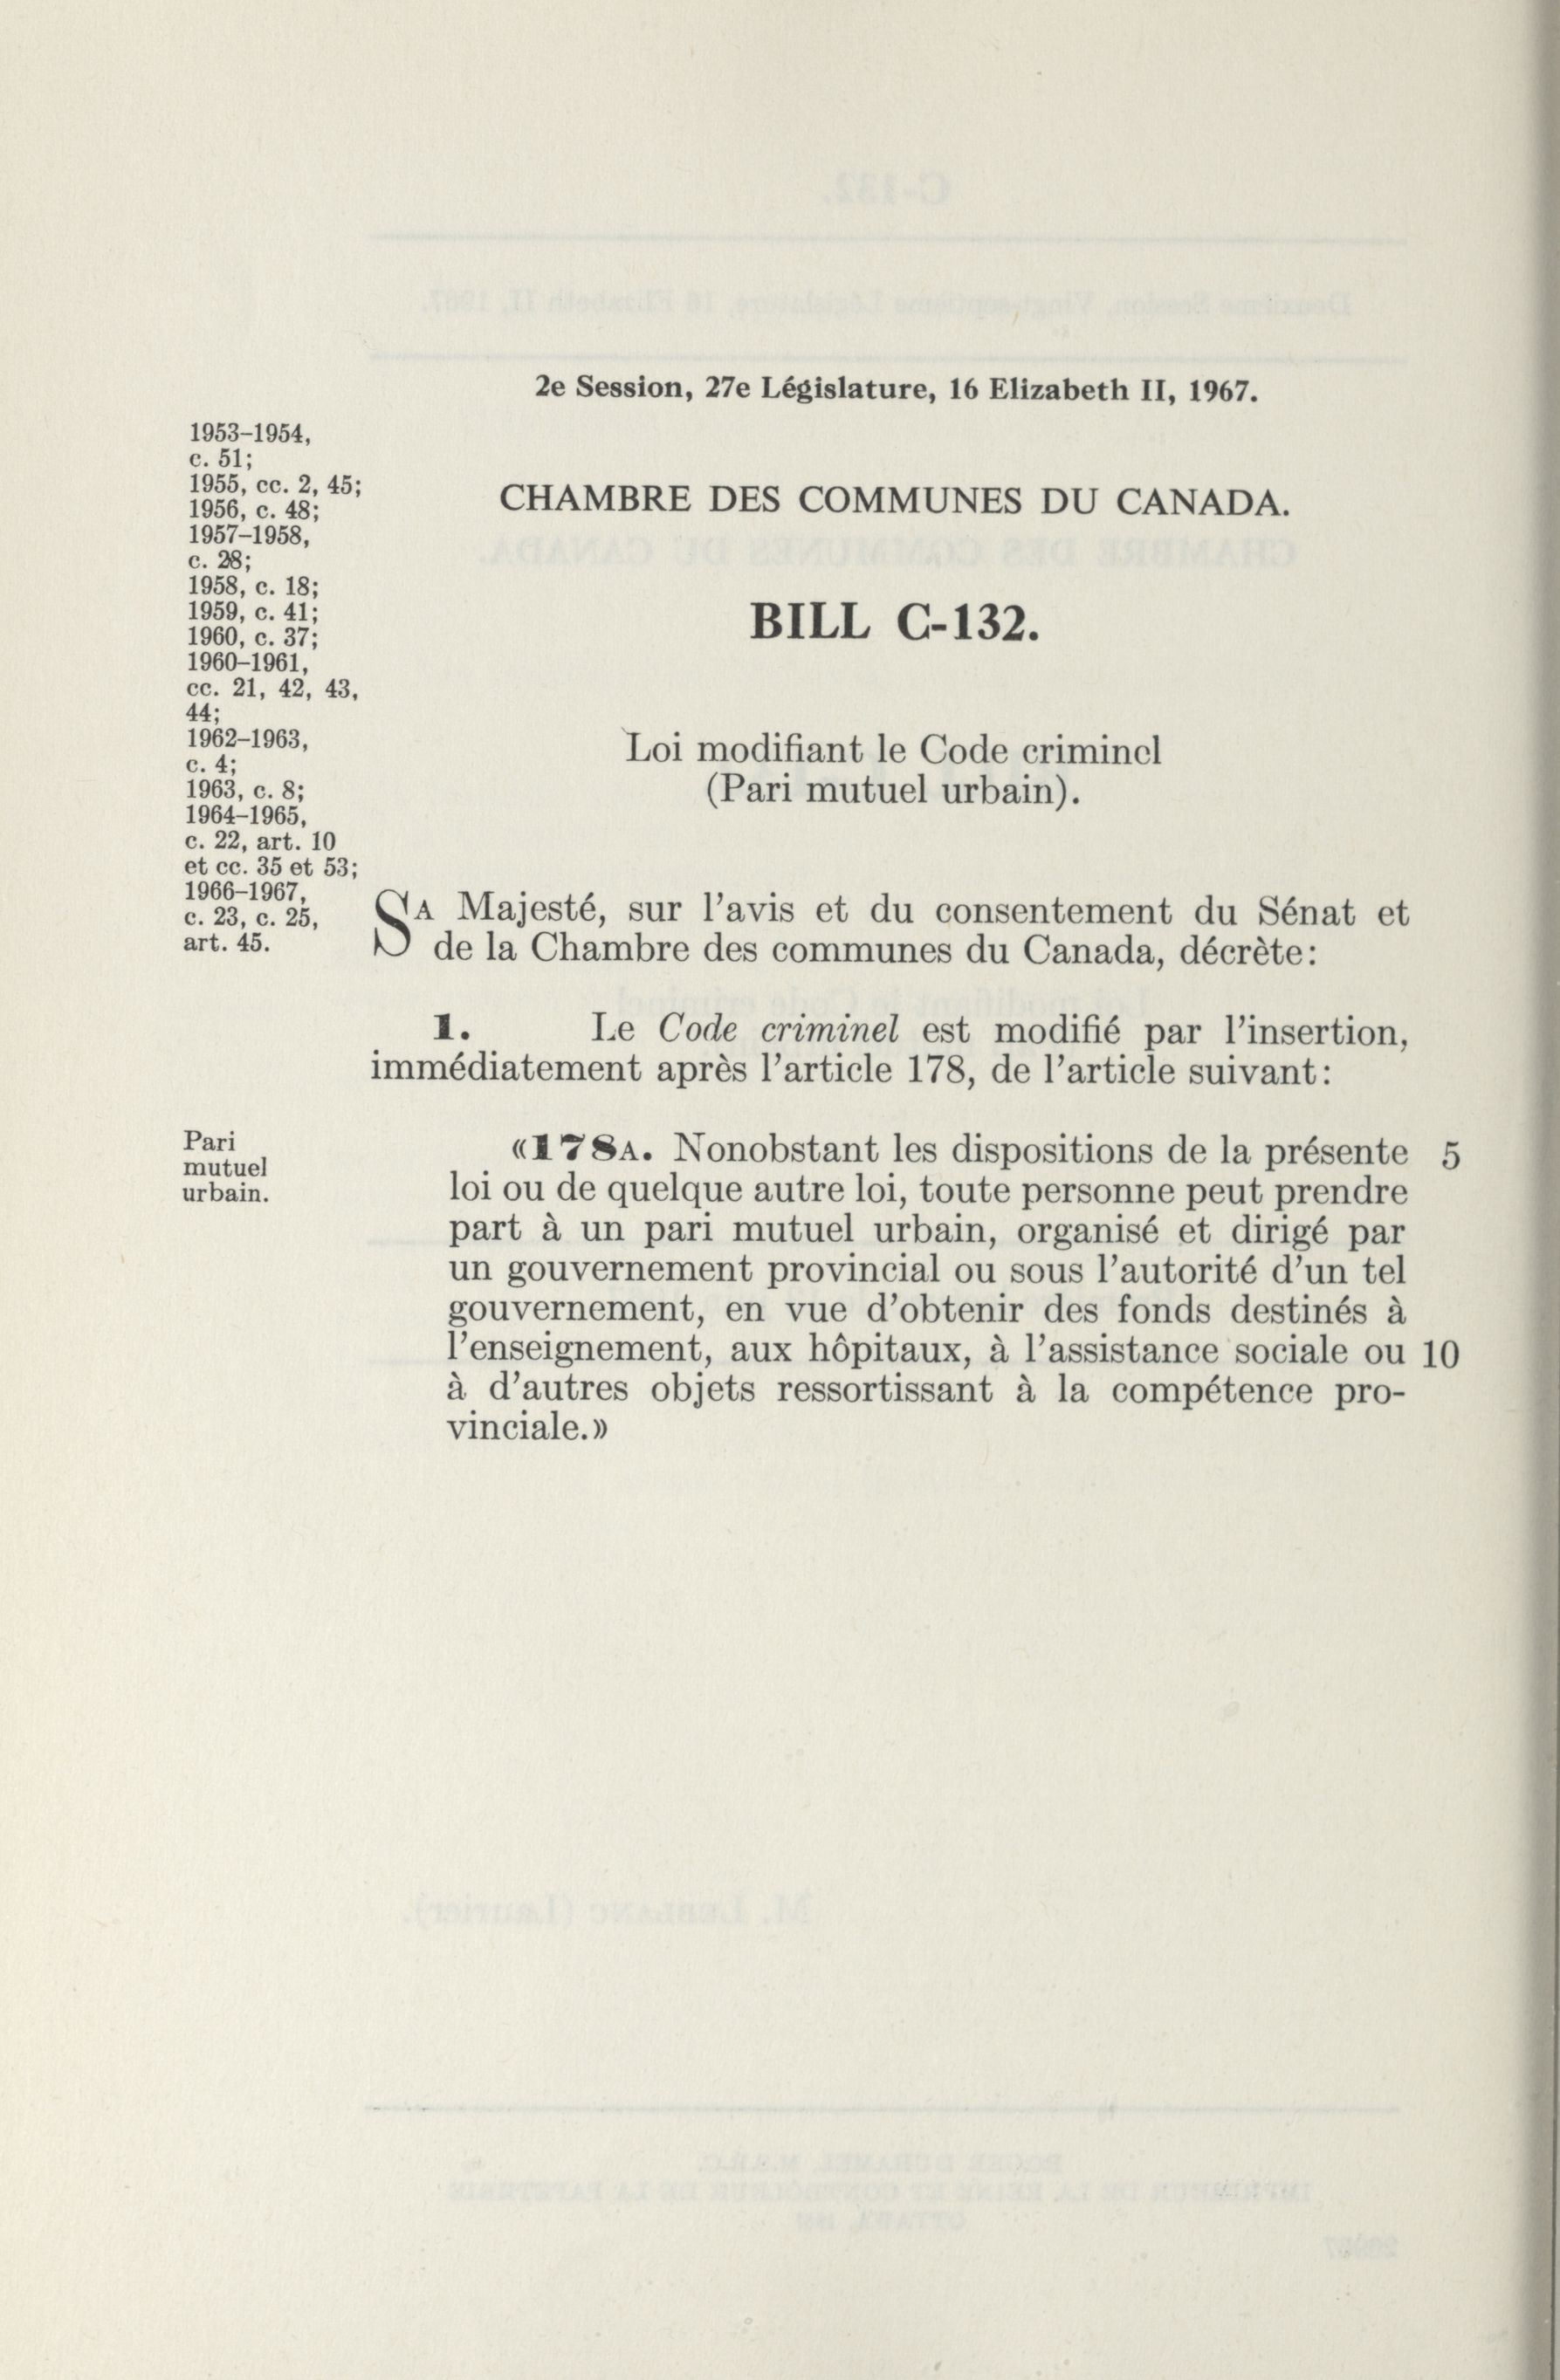 2e Session, 27e Législature, 16 Elizabeth II, 1967.
1953–1954,
c. 51;
1955, cc. 2, 45;
1956, c. 48;
1957–1958,
c. 28;
1958, c. 18;
1959, c. 41;
1960, c. 37;
1960–1961,
cc. 21, 42, 43,
44;
1962–1963,
c. 4;
1963, c. 8;
1964–1965,
c. 22, art. 10
et cc. 35 et 53;
1966–1967,
c. 23, c. 25,
art. 45.
CHAMBRE DES COMMUNES DU CANADA.
BILL C-132.
Loi modifiant le Code criminel
(Pari mutuel urbain).
SA Majesté, sur l'avis et du consentement du Sénat et
de la Chambre des communes du Canada, décrète:
1. Le Code criminel est modifié par l'insertion,
immédiatement après l'article 178, de l'article suivant:
Pari
mutuel
urbain.
«178A. Nonobstant les dispositions de la présente 5
loi ou de quelque autre loi, toute personne peut prendre
part à un pari mutuel urbain, organisé et dirigé par
un gouvernement provincial ou sous l'autorité d'un tel
gouvernement, en vue d'obtenir des fonds destinés à
l'enseignement, aux hôpitaux, à l'assistance sociale ou 10
à d'autres objets ressortissant à la compétence pro-
vinciale.»